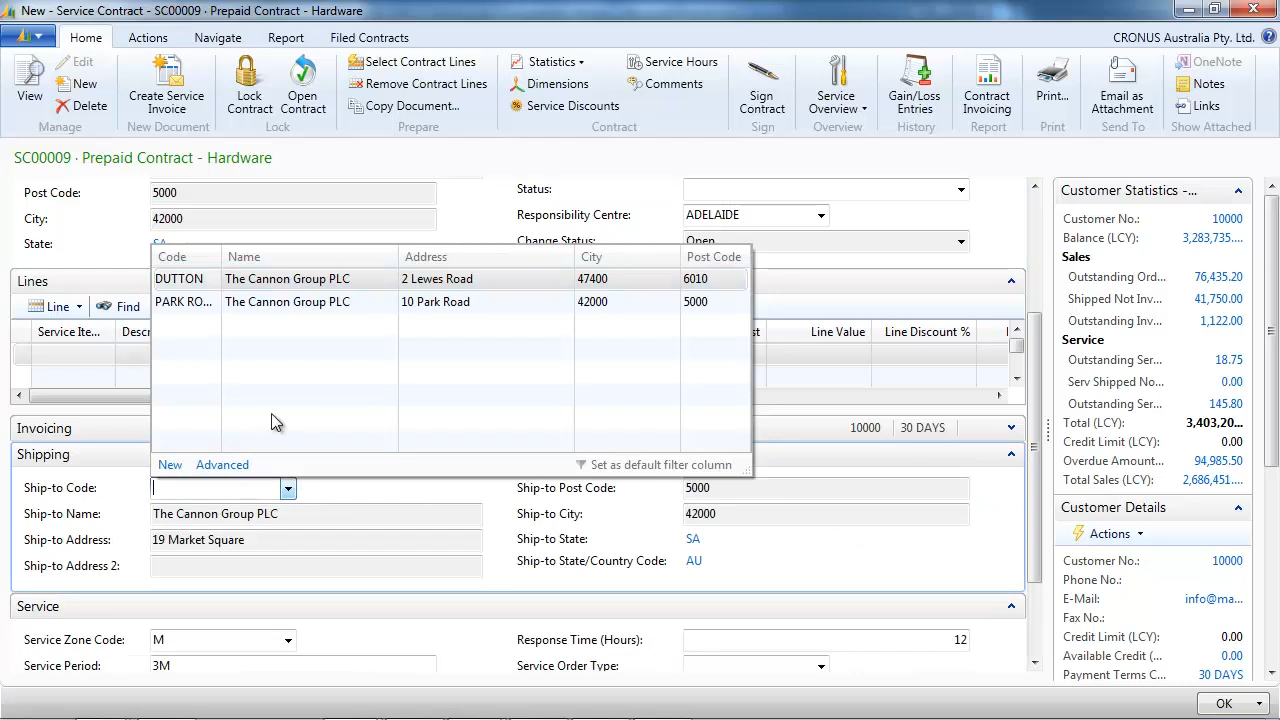 New - Service Contract - SC00009 · Prepaid Contract - Hardware
Home Actions Navigate Report Filed Contracts CRONUS Australia Pty. Ltd.
View
Edit
New
Delete
Manage
Create Service Invoice
New Document
Lock Contract
Open Contract
Lock
Select Contract Lines
Remove Contract Lines
Copy Document...
Prepare
Statistics
Dimensions
Service Discounts
Service Hours
Comments
Contract
Sign Contract
Sign
Service Overview
Overview
Gain/Loss Entries
History
Contract Invoicing
Report
Print...
Print
Email as Attachment
Send To
OneNote
Notes
Links
Show Attached
SC00009 · Prepaid Contract - Hardware
Post Code: 5000
City: 42000
State: SA
Status:
Responsibility Centre: ADELAIDE
Change Status: Open
Code Name Address City Post Code
DUTTON The Cannon Group PLC 2 Lewes Road 47400 6010
PARK RO... The Cannon Group PLC 10 Park Road 42000 5000
New Advanced Set as default filter column
Lines
Line Find
Service Ite... Descr Line Value Line Discount %
Invoicing 10000 30 DAYS
Shipping
Ship-to Code:
Ship-to Name: The Cannon Group PLC
Ship-to Address: 19 Market Square
Ship-to Address 2:
Ship-to Post Code: 5000
Ship-to City: 42000
Ship-to State: SA
Ship-to State/Country Code: AU
Service
Service Zone Code: M
Service Period: 3M
Response Time (Hours): 12
Service Order Type:
Customer Statistics -...
Customer No.: 10000
Balance (LCY): 3,283,735....
Sales
Outstanding Ord... 76,435.20
Shipped Not Inv... 41,750.00
Outstanding Inv... 1,122.00
Service
Outstanding Ser... 18.75
Serv Shipped No... 0.00
Outstanding Ser... 145.80
Total (LCY): 3,403,20...
Credit Limit (LCY): 0.00
Overdue Amount... 94,985.50
Total Sales (LCY): 2,686,451....
Customer Details
Actions
Customer No.: 10000
Phone No.:
E-Mail: info@ma...
Fax No.:
Credit Limit (LCY): 0.00
Available Credit (... 0.00
Payment Terms C... 30 DAYS
OK